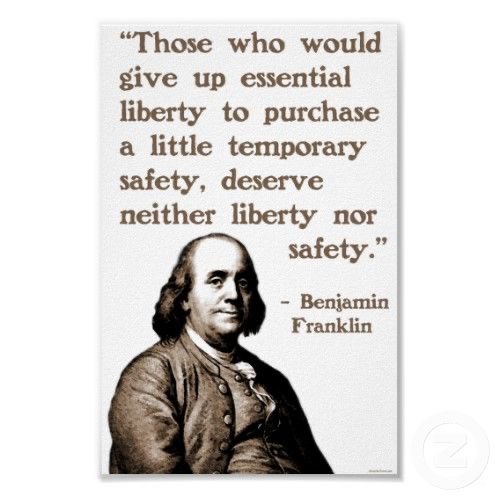 “Those who would
give up essential
liberty to purchase
a little temporary
safety, deserve
neither liberty nor
safety.”
- Benjamin
Franklin
Z